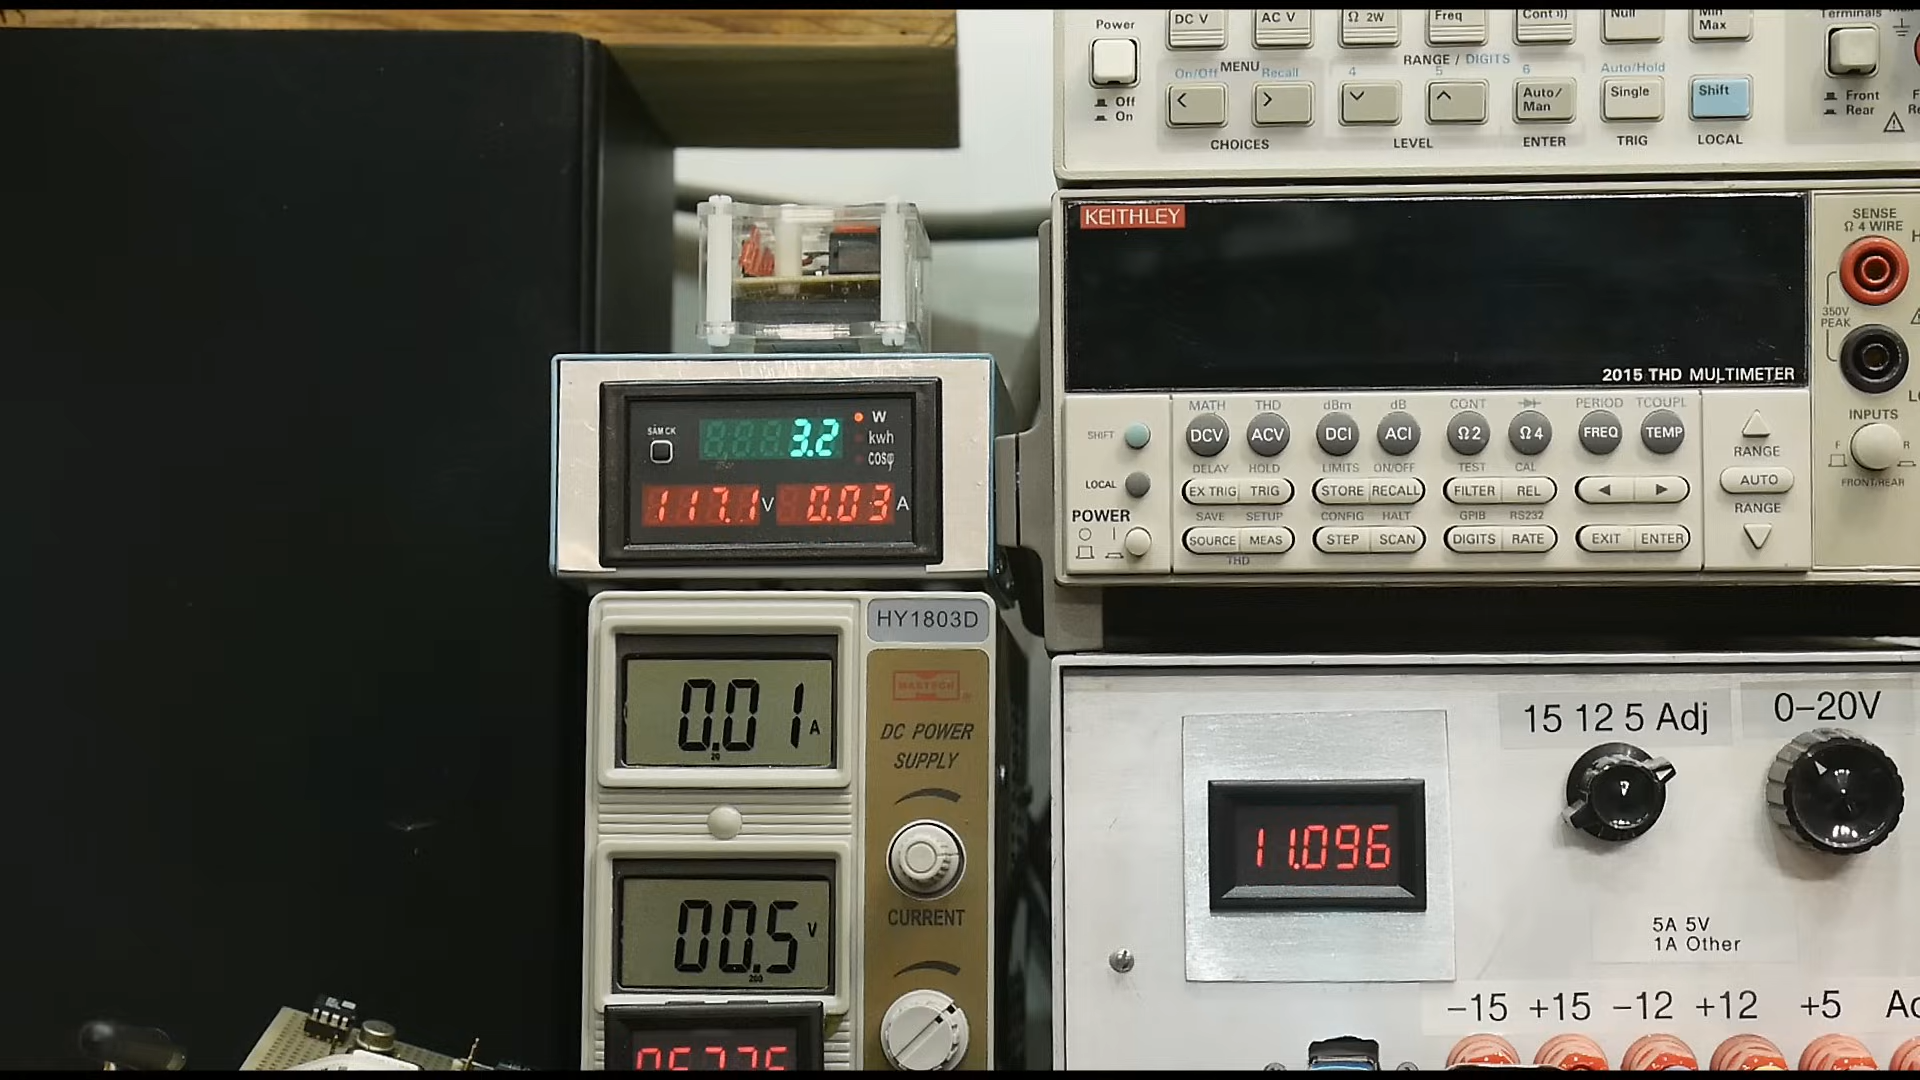 Power
DC V
AC V
Ω 2W
Freq
Cont
Null
Min
Max
Terminals
On/Off
MENU
Recall
4
RANGE / DIGITS
5
6
Auto/Hold
<
>
Auto/
Man
Single
Shift
Off
On
Front
Rear
CHOICES
LEVEL
ENTER
TRIG
LOCAL
KEITHLEY
2015 THD MULTIMETER
SENSE
Ω 4 WIRE
350V
PEAK
INPUTS
F
R
FRONT/REAR
MATH
THD
dBm
dB
CONT
PERIOD
TCOUPL
SHIFT
DCV
ACV
DCI
ACI
Ω2
Ω4
FREQ
TEMP
RANGE
DELAY
HOLD
LIMITS
ON/OFF
TEST
CAL
LOCAL
EX TRIG
TRIG
STORE
RECALL
FILTER
REL
AUTO
POWER
SAVE
SETUP
CONFIG
HALT
GPIB
RS232
RANGE
SOURCE
MEAS
STEP
SCAN
DIGITS
RATE
EXIT
ENTER
THD
3.2
W
kwh
cosφ
117.1 V
0.03 A
HY1803D
0.01 A
20
MASTECH
DC POWER
SUPPLY
CURRENT
00.5 V
200
15 12 5 Adj
0-20V
11.096
5A 5V
1A Other
-15 +15 -12 +12 +5